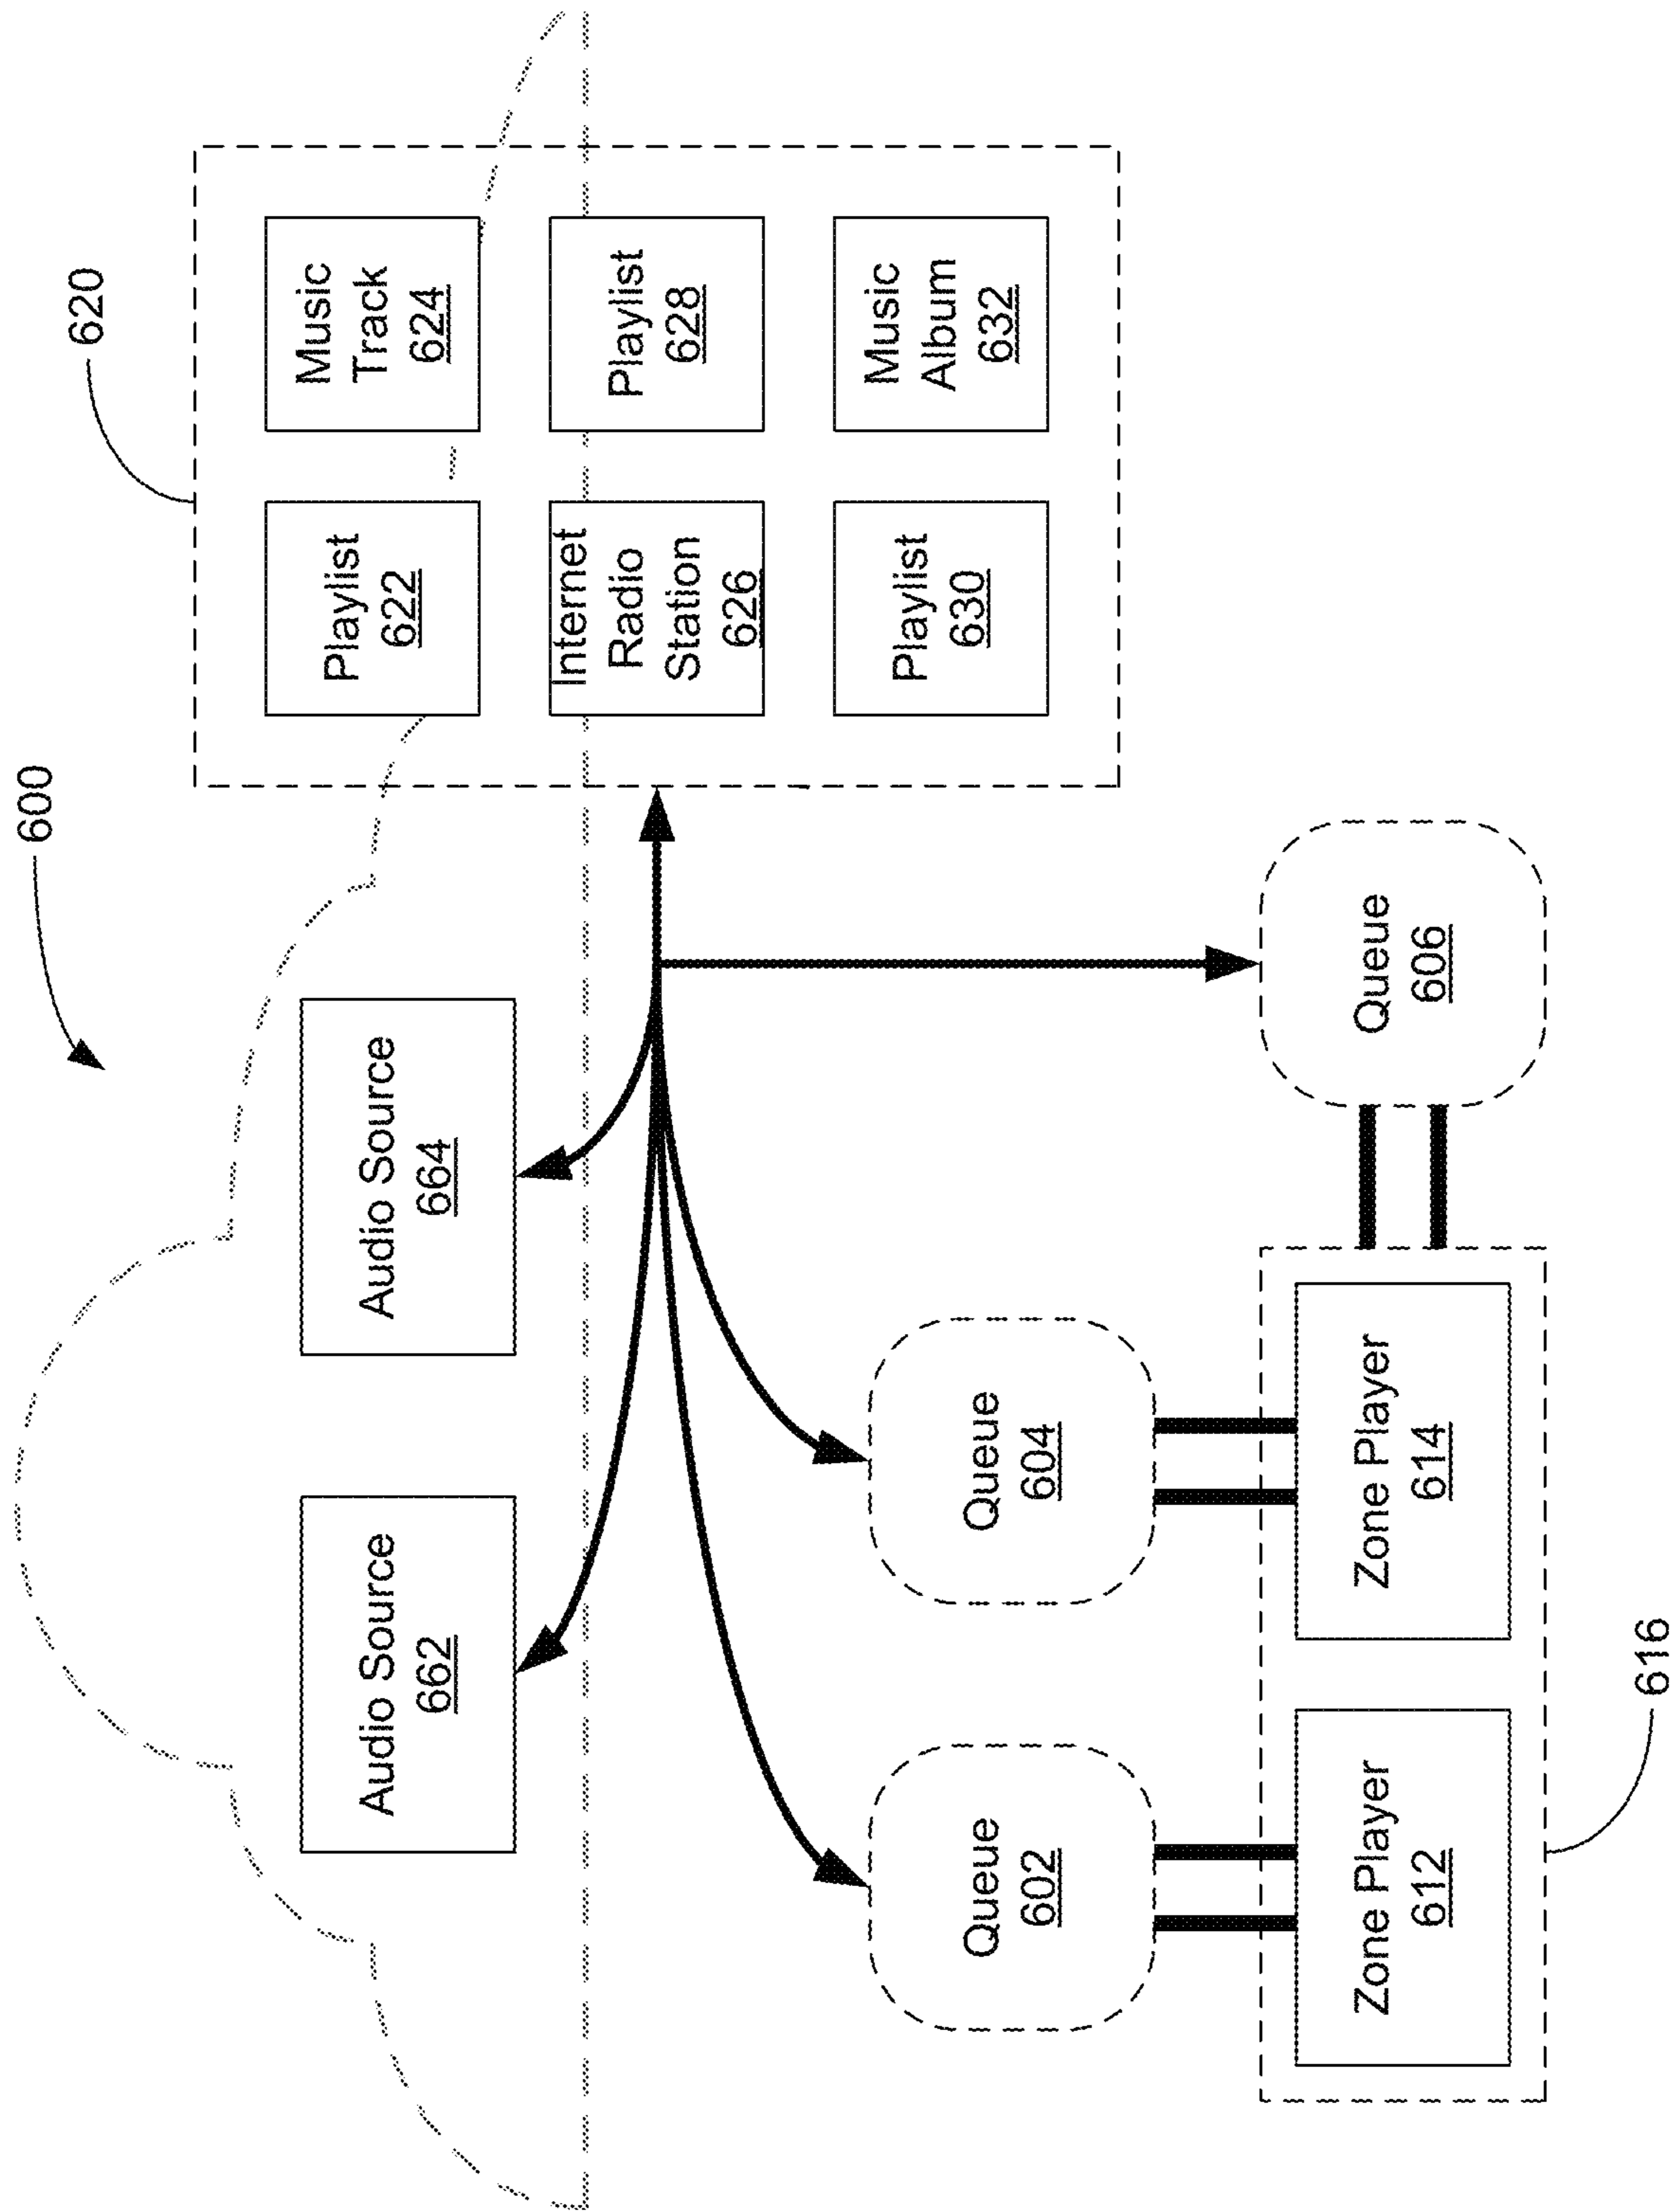 600
620
Audio Source
662
Audio Source
664
Playlist
622
Music
Track
624
Internet
Radio
Station
626
Playlist
628
Playlist
630
Music
Album
632
Queue
602
Queue
604
Queue
606
Zone Player
612
Zone Player
614
616